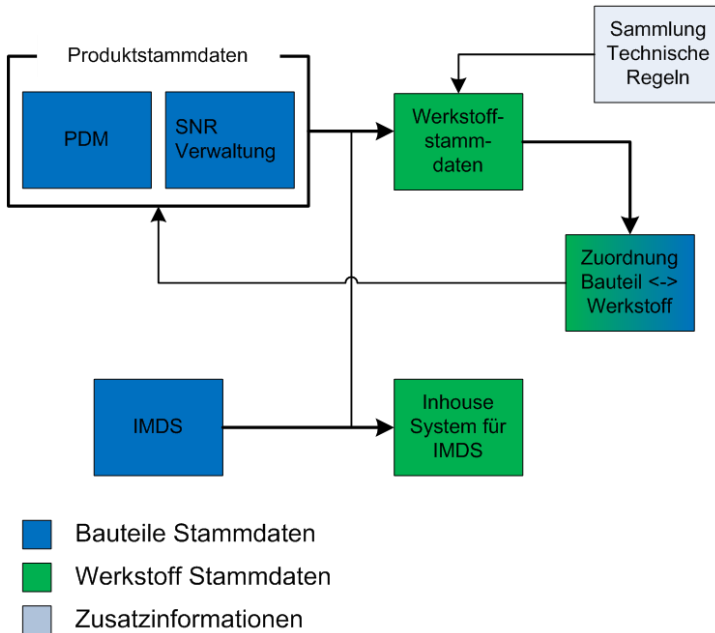 Produktstammdaten
PDM
SNR
Verwaltung
Werkstoff-
stamm-
daten
Sammlung
Technische
Regeln
Zuordnung
Bauteil <->
Werkstoff
IMDS
Inhouse
System für
IMDS
Bauteile Stammdaten
Werkstoff Stammdaten
Zusatzinformationen